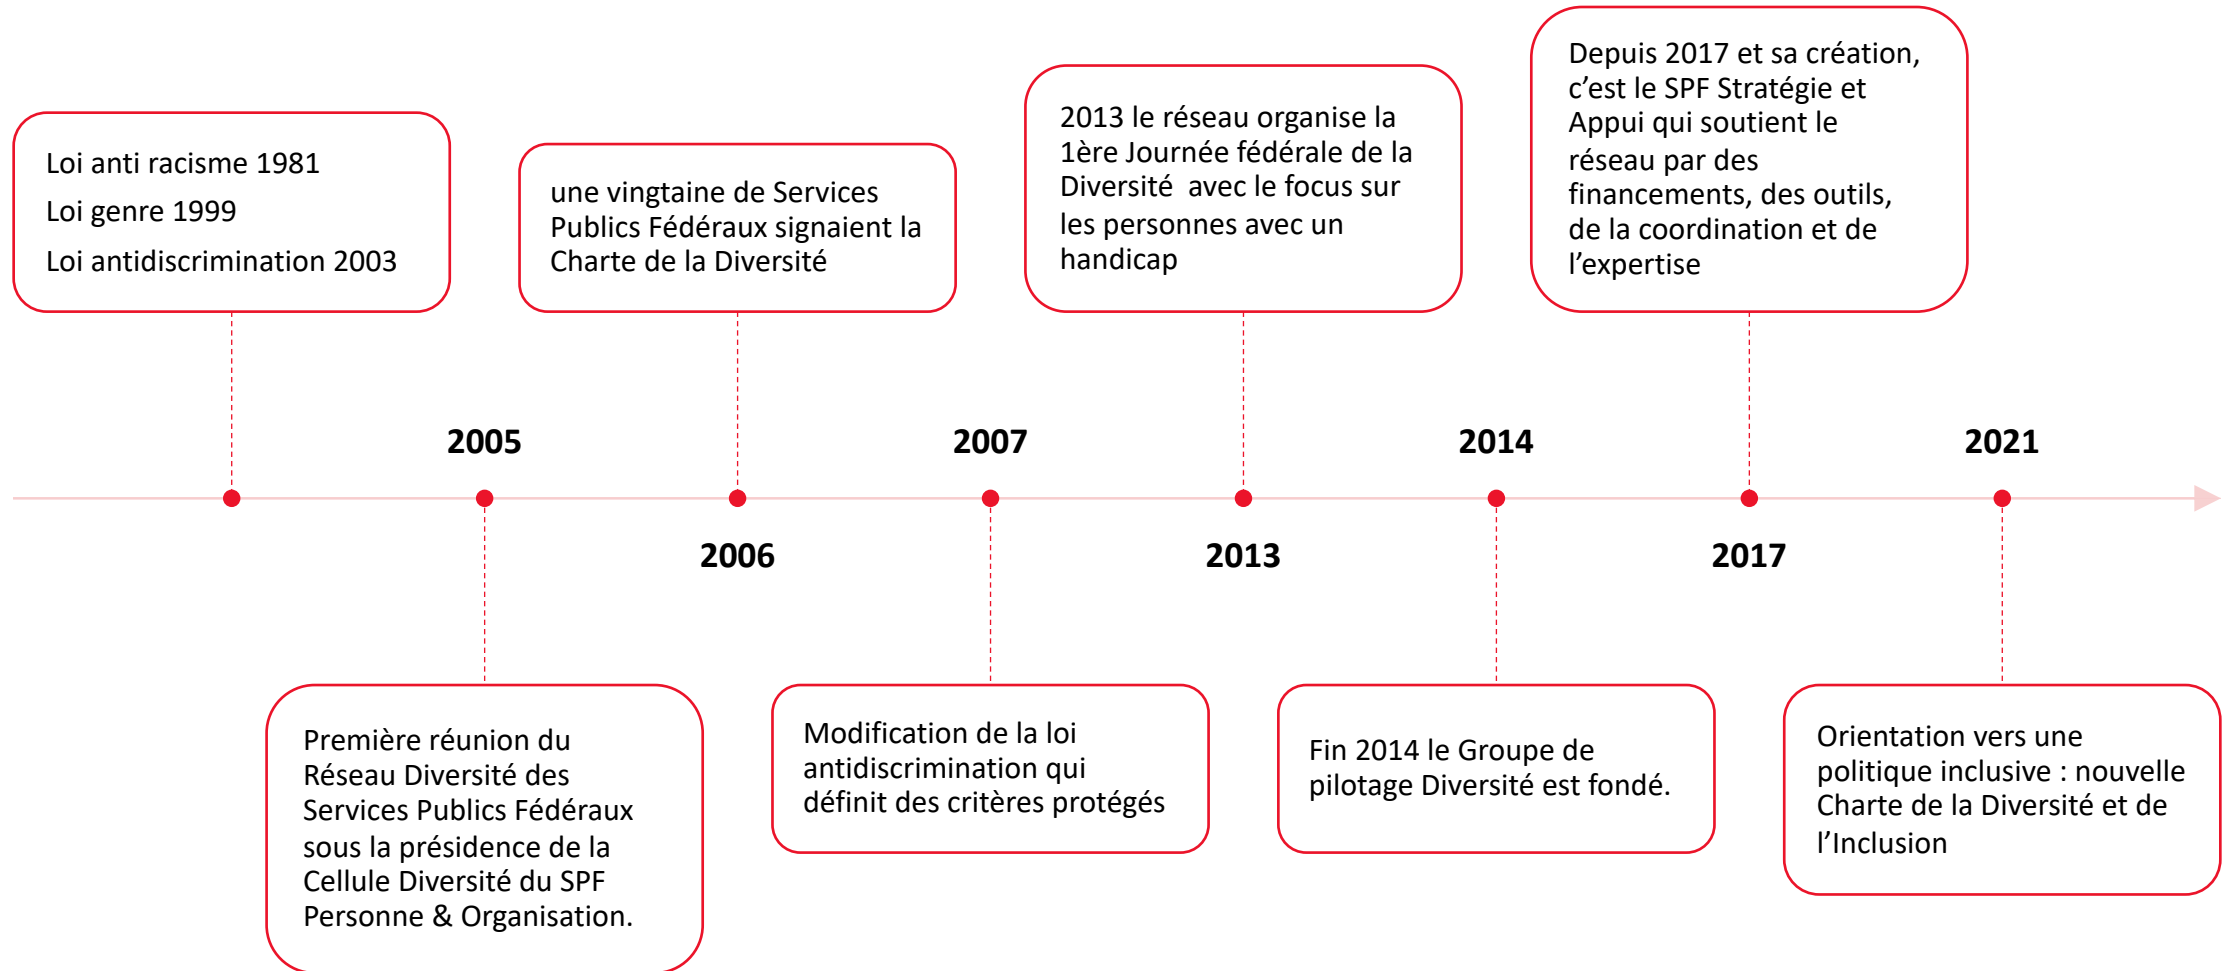 Loi anti racisme 1981
Loi genre 1999
Loi antidiscrimination 2003
2005
Première réunion du
Réseau Diversité des
Services Publics Fédéraux
sous la présidence de la
Cellule Diversité du SPF
Personne & Organisation.
une vingtaine de Services
Publics Fédéraux signaient la
Charte de la Diversité
2006
2007
Modification de la loi
antidiscrimination qui
définit des critères protégés
2013 le réseau organise la
1ère Journée fédérale de la
Diversité  avec le focus sur
les personnes avec un
handicap
2013
2014
Fin 2014 le Groupe de
pilotage Diversité est fondé.
Depuis 2017 et sa création,
c’est le SPF Stratégie et
Appui qui soutient le
réseau par des
financements, des outils,
de la coordination et de
l’expertise
2017
2021
Orientation vers une
politique inclusive : nouvelle
Charte de la Diversité et de
l’Inclusion